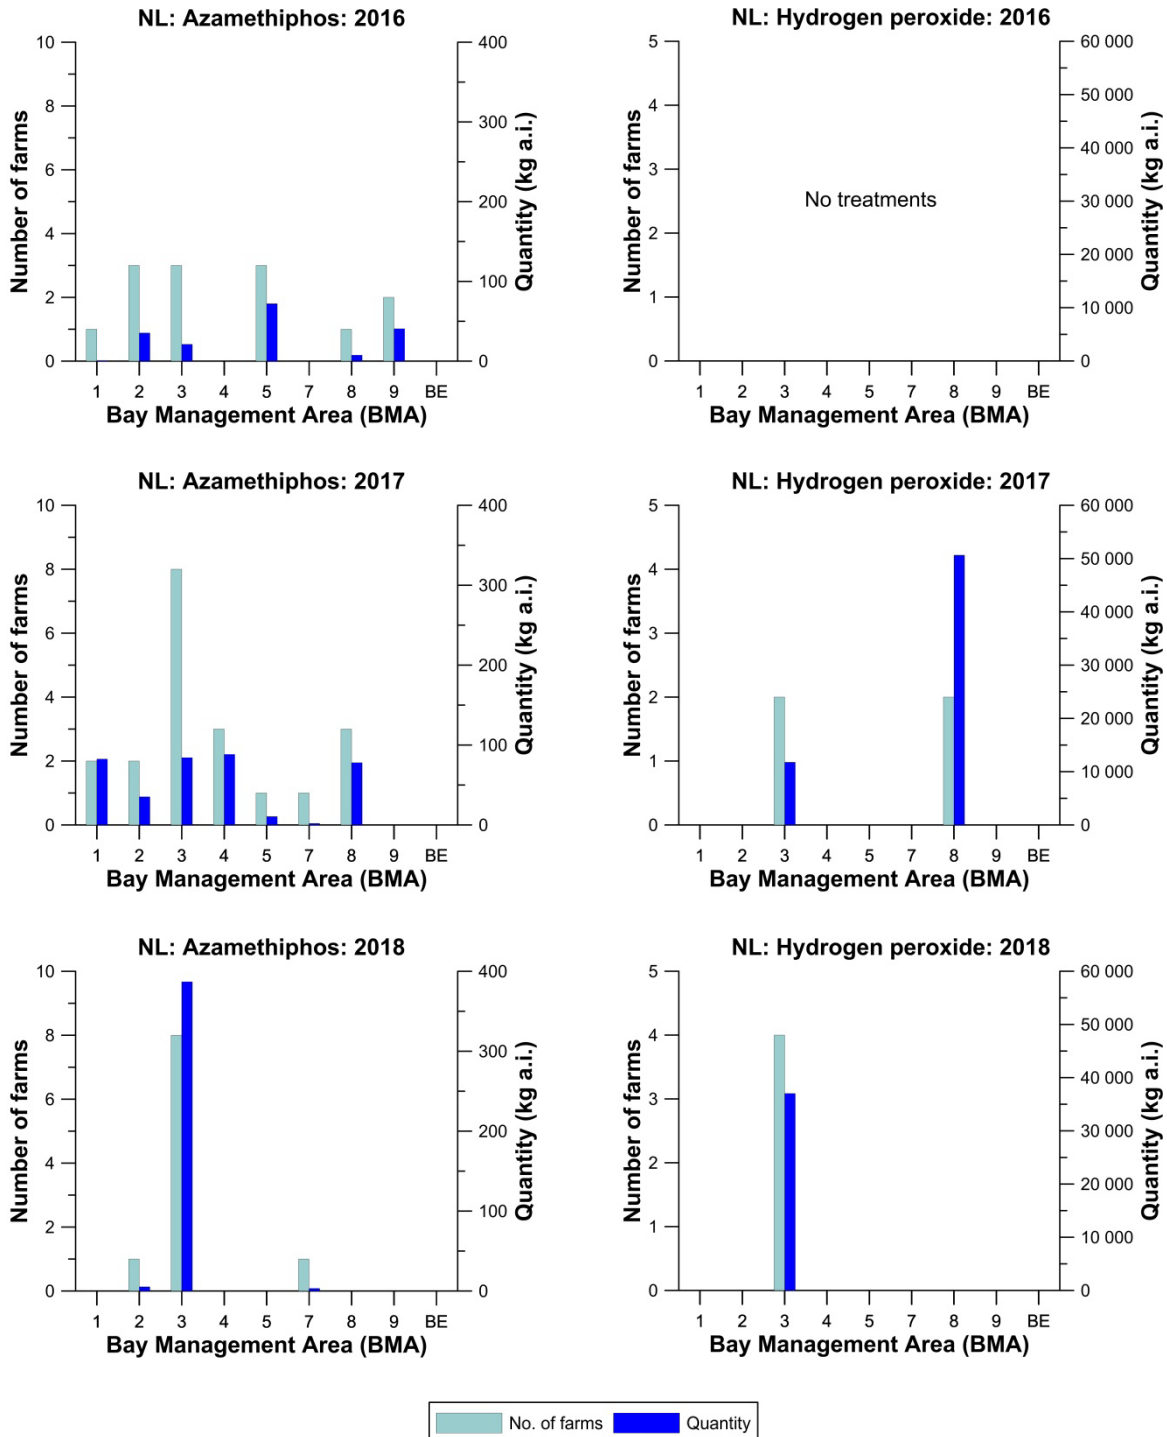 NL: Azamethiphos: 2016
10
8
6
4
2
0
Number of farms
400
300
200
100
0
Quantity (kg a.i.)
1 2 3 4 5 7 8 9 BE
Bay Management Area (BMA)
NL: Hydrogen peroxide: 2016
5
4
3
2
1
0
Number of farms
No treatments
60 000
50 000
40 000
30 000
20 000
10 000
0
Quantity (kg a.i.)
1 2 3 4 5 7 8 9 BE
Bay Management Area (BMA)
NL: Azamethiphos: 2017
10
8
6
4
2
0
Number of farms
400
300
200
100
0
Quantity (kg a.i.)
1 2 3 4 5 7 8 9 BE
Bay Management Area (BMA)
NL: Hydrogen peroxide: 2017
5
4
3
2
1
0
Number of farms
60 000
50 000
40 000
30 000
20 000
10 000
0
Quantity (kg a.i.)
1 2 3 4 5 7 8 9 BE
Bay Management Area (BMA)
NL: Azamethiphos: 2018
10
8
6
4
2
0
Number of farms
400
300
200
100
0
Quantity (kg a.i.)
1 2 3 4 5 7 8 9 BE
Bay Management Area (BMA)
NL: Hydrogen peroxide: 2018
5
4
3
2
1
0
Number of farms
60 000
50 000
40 000
30 000
20 000
10 000
0
Quantity (kg a.i.)
1 2 3 4 5 7 8 9 BE
Bay Management Area (BMA)
No. of farms Quantity